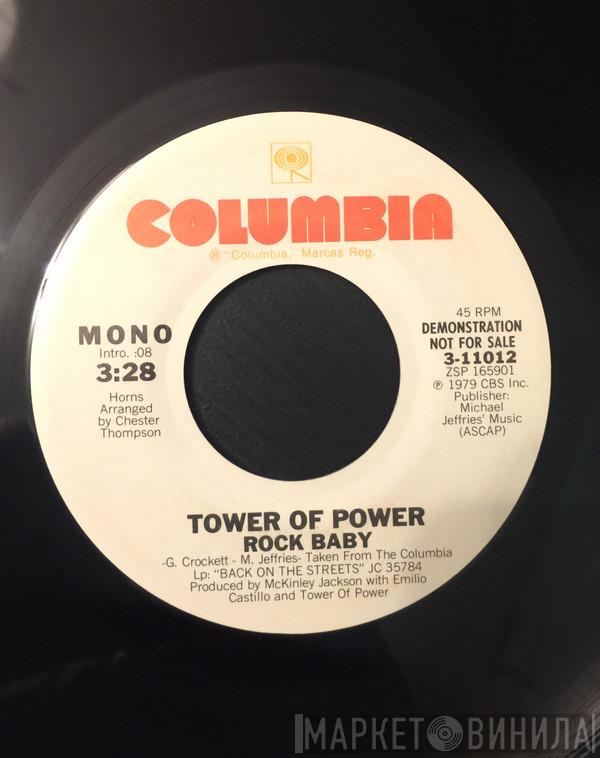 COLUMBIA
® "Columbia," Marcas Reg.
MONO
Intro. :08
3:28
Horns
Arranged
by Chester
Thompson
45 RPM
DEMONSTRATION
NOT FOR SALE
3-11012
ZSP 165901
℗ 1979 CBS Inc.
Publisher:
Michael
Jeffries' Music
(ASCAP)
TOWER OF POWER
ROCK BABY
-G. Crockett - M. Jeffries- Taken From The Columbia
Lp: "BACK ON THE STREETS" JC 35784
Produced by McKinley Jackson with Emilio
Castillo and Tower Of Power
МАРКЕТ ВИНИЛА